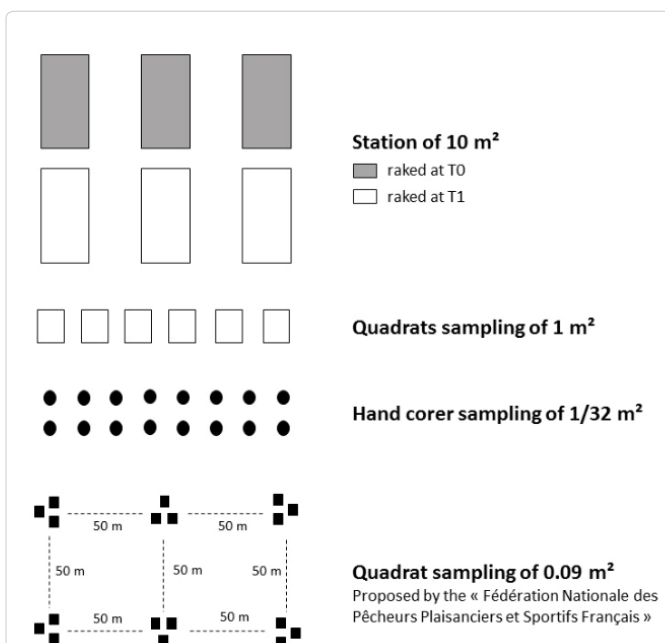 Station of 10 m²
raked at T0
raked at T1
Quadrats sampling of 1 m²
Hand corer sampling of 1/32 m²
50 m
50 m
50 m
50 m
50 m
50 m
50 m
Quadrat sampling of 0.09 m²
Proposed by the « Fédération Nationale des
Pêcheurs Plaisanciers et Sportifs Français »